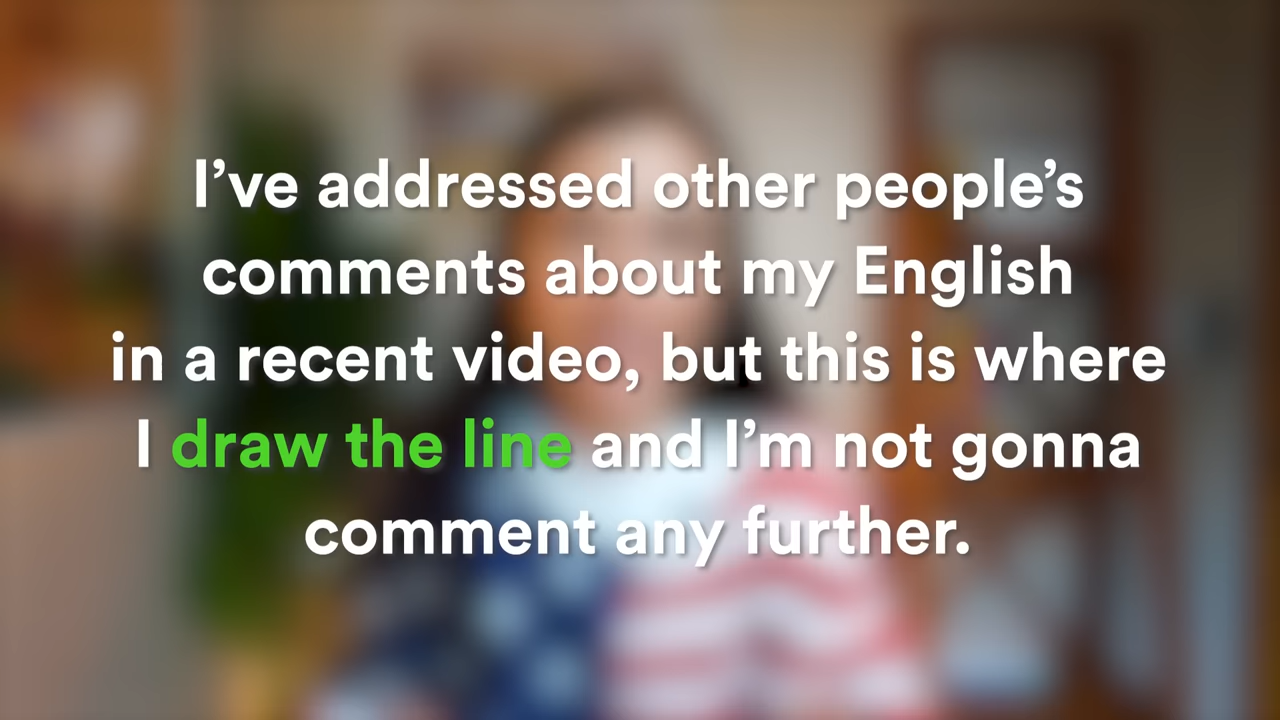 I’ve addressed other people’s
comments about my English
in a recent video, but this is where
I draw the line and I’m not gonna
comment any further.